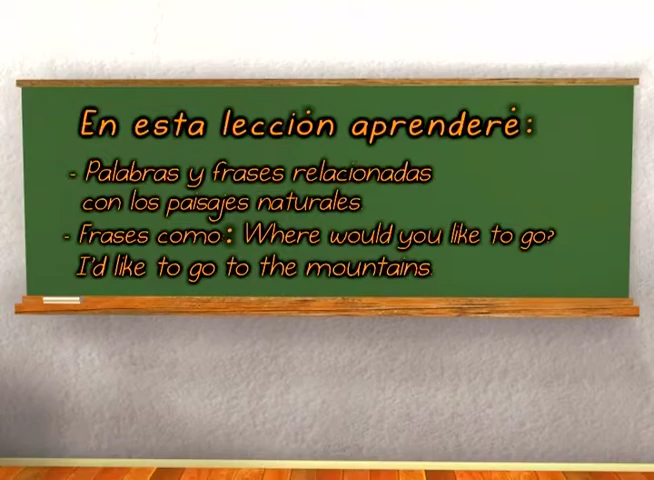 En esta lección aprenderé:
- Palabras y frases relacionadas
con los paisajes naturales
- Frases como: Where would you like to go?
I'd like to go to the mountains.